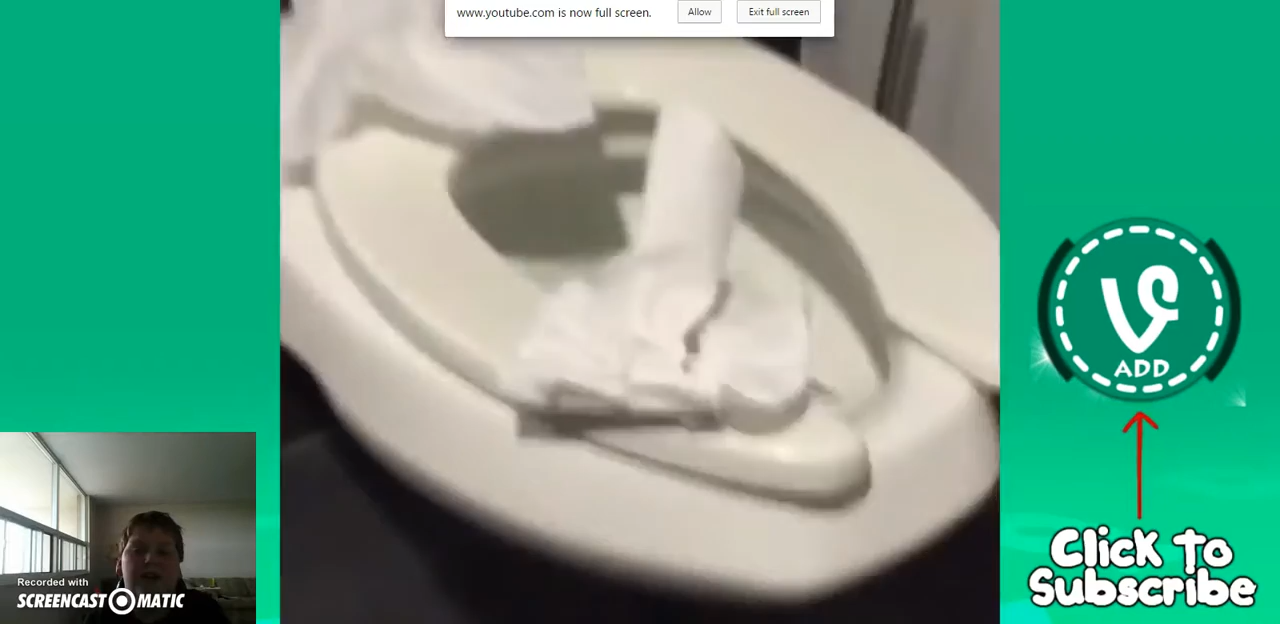 www.youtube.com is now full screen.
Allow
Exit full screen
V
ADD
Click To
Subscribe
Recorded with
SCREENCAST O MATIC